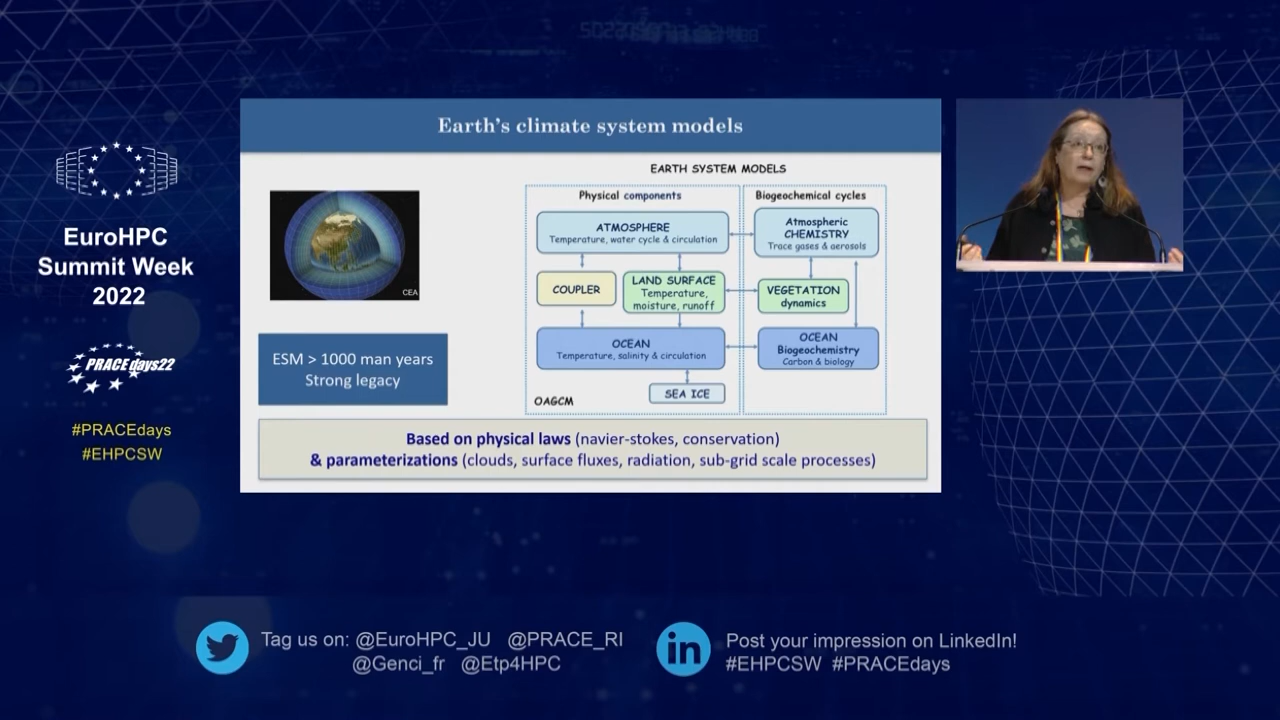 EuroHPC
Summit Week
2022
PRACEdays22
#PRACEdays
#EHPCSW
Earth's climate system models
CEA
ESM > 1000 man years
Strong legacy
EARTH SYSTEM MODELS
Physical components
Biogeochemical cycles
ATMOSPHERE
Temperature, water cycle & circulation
Atmospheric
CHEMISTRY
Trace gases & aerosols
COUPLER
LAND SURFACE
Temperature,
moisture, runoff
VEGETATION
dynamics
OCEAN
Temperature, salinity & circulation
OCEAN
Biogeochemistry
Carbon & biology
SEA ICE
OAGCM
Based on physical laws (navier-stokes, conservation)
& parameterizations (clouds, surface fluxes, radiation, sub-grid scale processes)
Tag us on: @EuroHPC_JU @PRACE_RI
@Genci_fr @Etp4HPC
in
Post your impression on LinkedIn!
#EHPCSW #PRACEdays